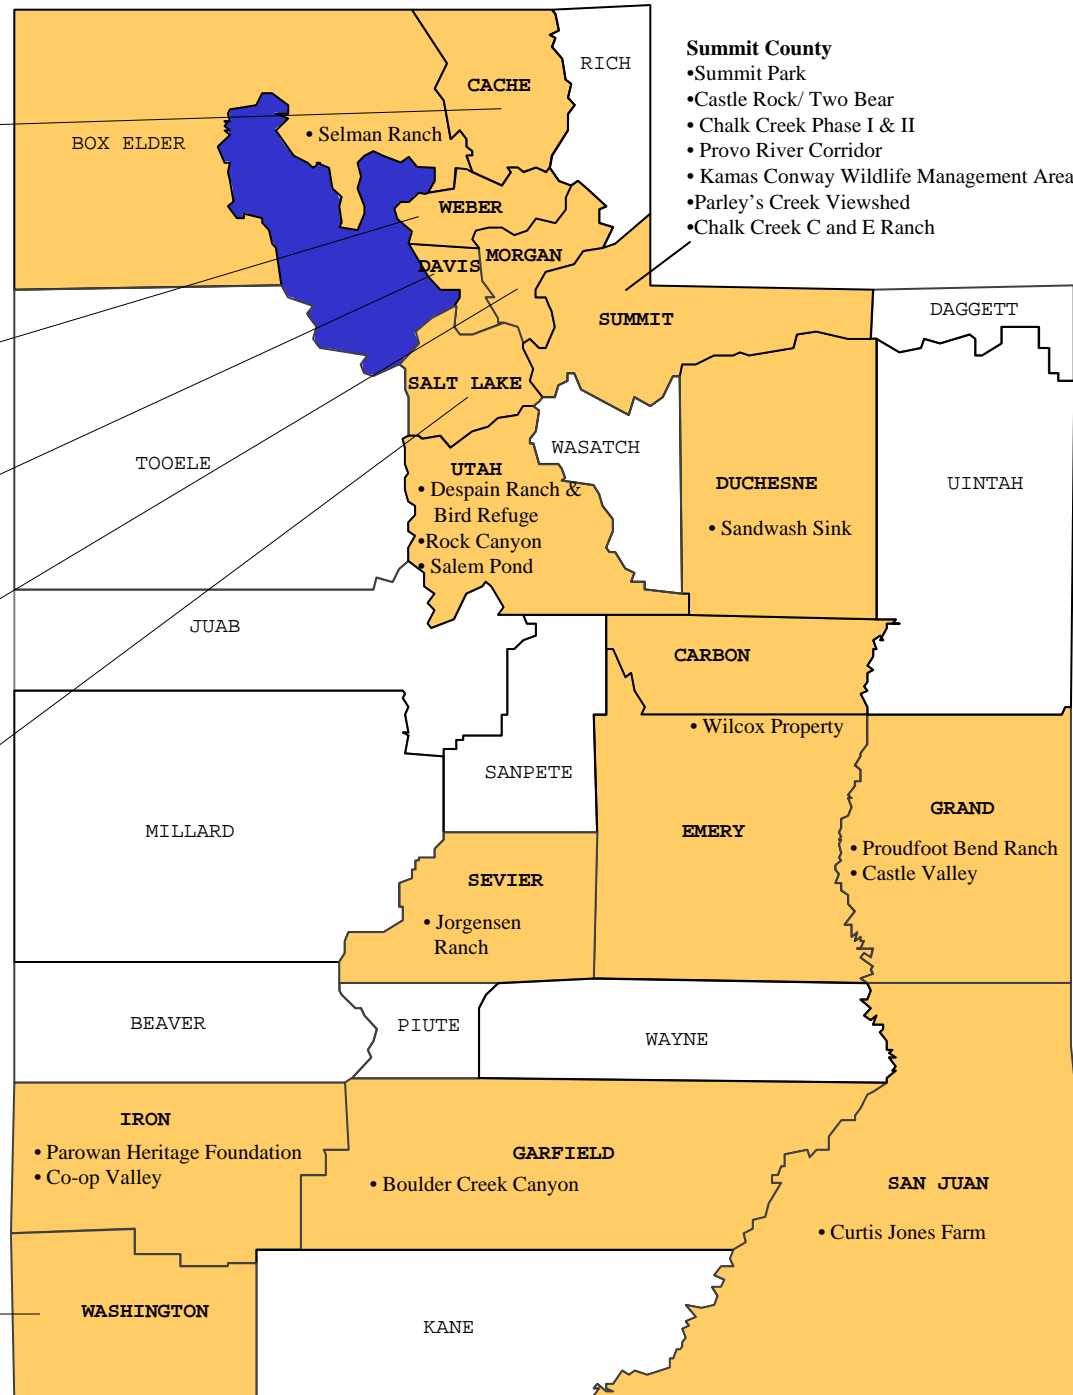 Summit County
•Summit Park
•Castle Rock/ Two Bear
• Chalk Creek Phase I & II
• Provo River Corridor
• Kamas Conway Wildlife Management Area
•Parley's Creek Viewshed
•Chalk Creek C and E Ranch
RICH
CACHE
BOX ELDER
• Selman Ranch
WEBER
MORGAN
DAVIS
SUMMIT
DAGGETT
SALT LAKE
WASATCH
TOOELE
UTAH
• Despain Ranch &
Bird Refuge
•Rock Canyon
• Salem Pond
DUCHESNE
• Sandwash Sink
UINTAH
JUAB
CARBON
• Wilcox Property
SANPETE
MILLARD
EMERY
GRAND
• Proudfoot Bend Ranch
• Castle Valley
SEVIER
• Jorgensen
Ranch
BEAVER
PIUTE
WAYNE
IRON
• Parowan Heritage Foundation
• Co-op Valley
GARFIELD
• Boulder Creek Canyon
SAN JUAN
• Curtis Jones Farm
WASHINGTON
KANE